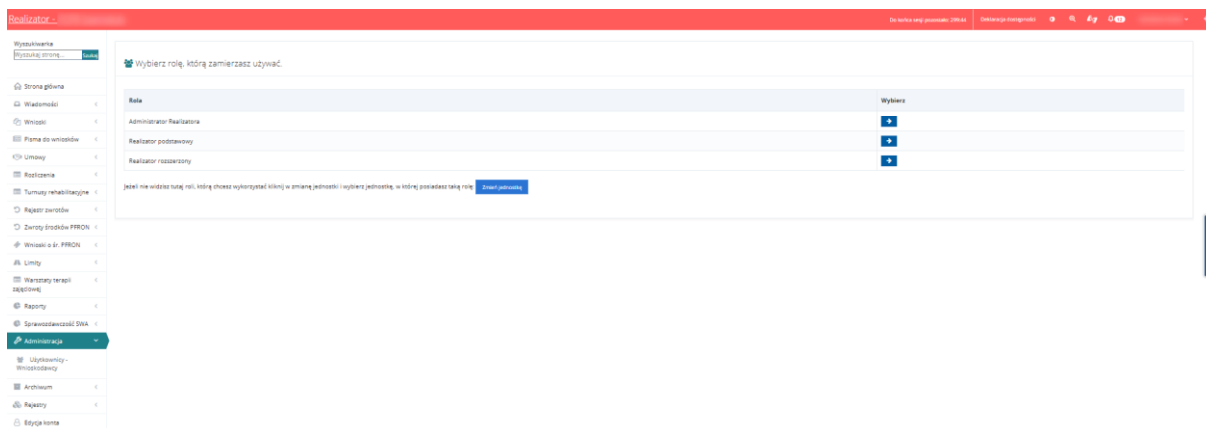 Realizator -
Do końca sesji pozostało:
Deklaracja dostępności
Wyszukiwarka
Wyszukaj stronę...
Szukaj
Strona główna
Wiadomości
Wnioski
Pisma do wniosków
Umowy
Rozliczenia
Turnusy rehabilitacyjne
Rejestr zwrotów
Zwroty środków PFRON
Wnioski o śr. PFRON
Limity
Warsztaty terapii
zajęciowej
Raporty
Sprawozdawczość SWA
Administracja
Użytkownicy -
Wnioskodawcy
Archiwum
Rejestry
Edycja konta
Wybierz rolę, którą zamierzasz używać.
Rola Wybierz
Administrator Realizatora
Realizator podstawowy
Realizator rozszerzony
Jeżeli nie widzisz tutaj roli, którą chcesz wykorzystać kliknij w zmianę jednostki i wybierz jednostkę, w której posiadasz taką rolę: Zmień jednostkę